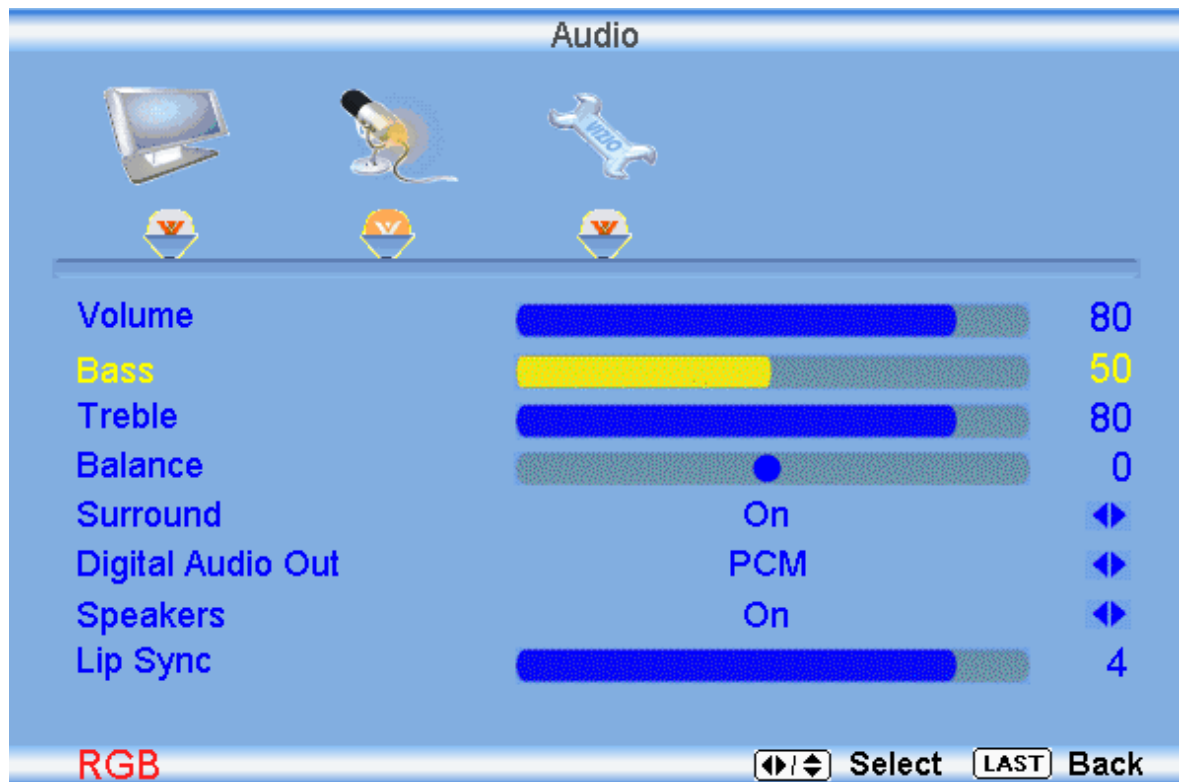 Audio
VIZIO
Volume 80
Bass 50
Treble 80
Balance 0
Surround On
Digital Audio Out PCM
Speakers On
Lip Sync 4
RGB / Select LAST Back